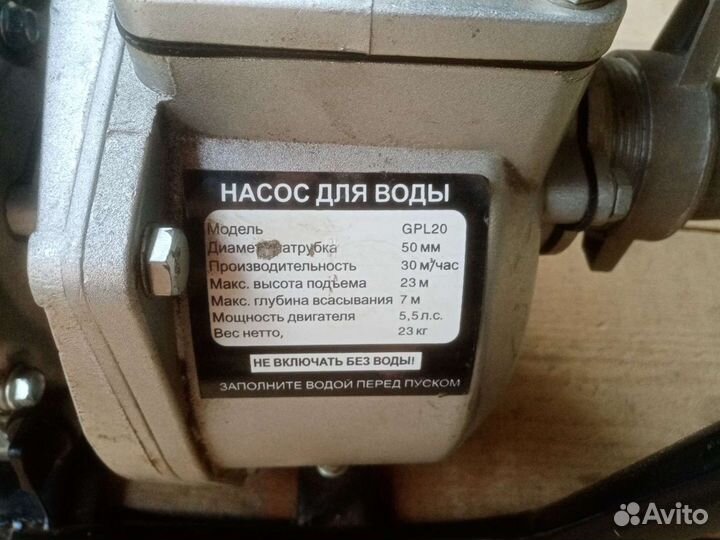 НАСОС ДЛЯ ВОДЫ
Модель GPL20
50 мм
Производительность 30 м³/час
Макс. высота подъема 23 м
Макс. глубина всасывания 7 м
Мощность двигателя 5,5 л.с.
Вес нетто, 23 кг
НЕ ВКЛЮЧАТЬ БЕЗ ВОДЫ!
ЗАПОЛНИТЕ ВОДОЙ ПЕРЕД ПУСКОМ
Avito